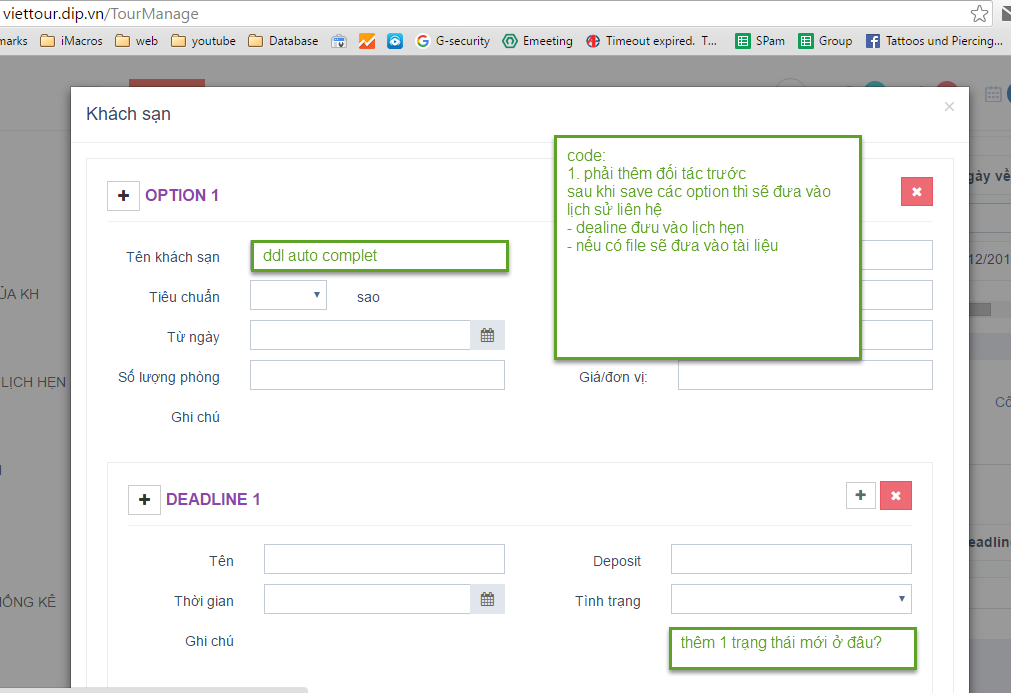 viettour.dip.vn/TourManage
marks iMacros web youtube Database G-security Emeeting Timeout expired. T... SPam Group Tattoos und Piercing...
Khách sạn
×
code:
1. phải thêm đối tác trước
sau khi save các option thì sẽ đưa vào
lịch sử liên hệ
- dealine đưu vào lịch hẹn
- nếu có file sẽ đưa vào tài liệu
OPTION 1
gày về
Tên khách sạn
ddl auto complet
12/201
ỦA KH
Tiêu chuẩn
sao
Từ ngày
Số lượng phòng
Giá/đơn vị:
LỊCH HẸN
Ghi chú
DEADLINE 1
eadlin
Tên
Deposit
Thời gian
Tình trạng
HỐNG KÊ
Ghi chú
thêm 1 trạng thái mới ở đâu?